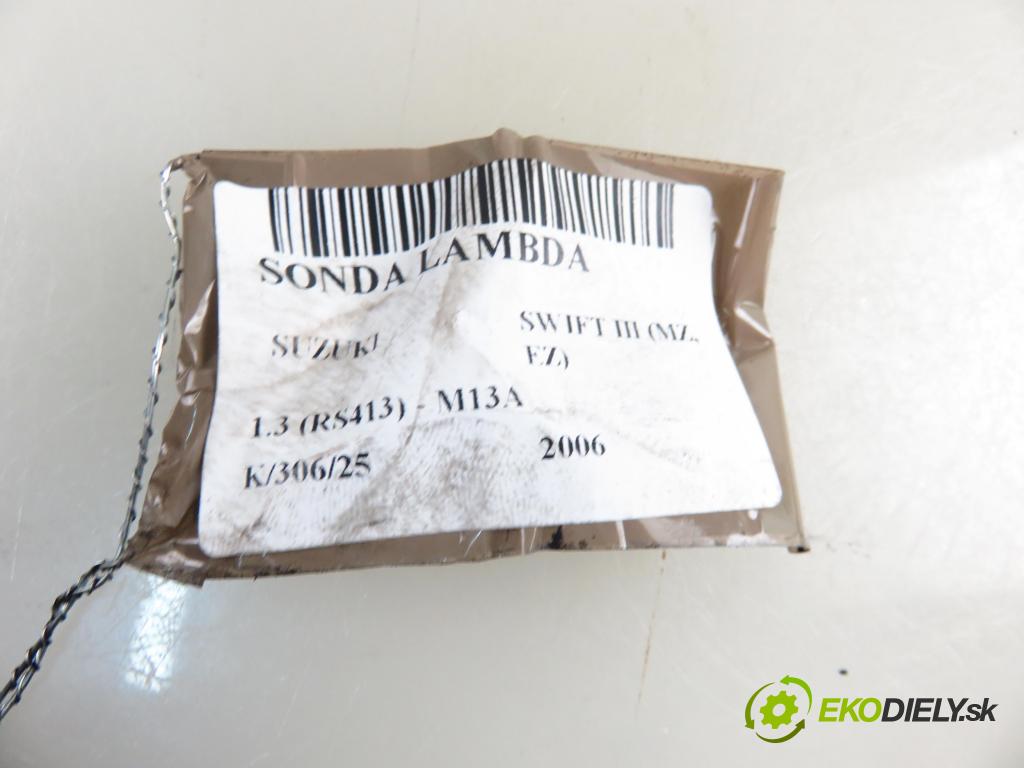 SONDA LAMBDA
SUZUKI SWIFT III (MZ,
EZ)
1.3 (RS413) - M13A
K/306/25 2006
EKODIELY.sk